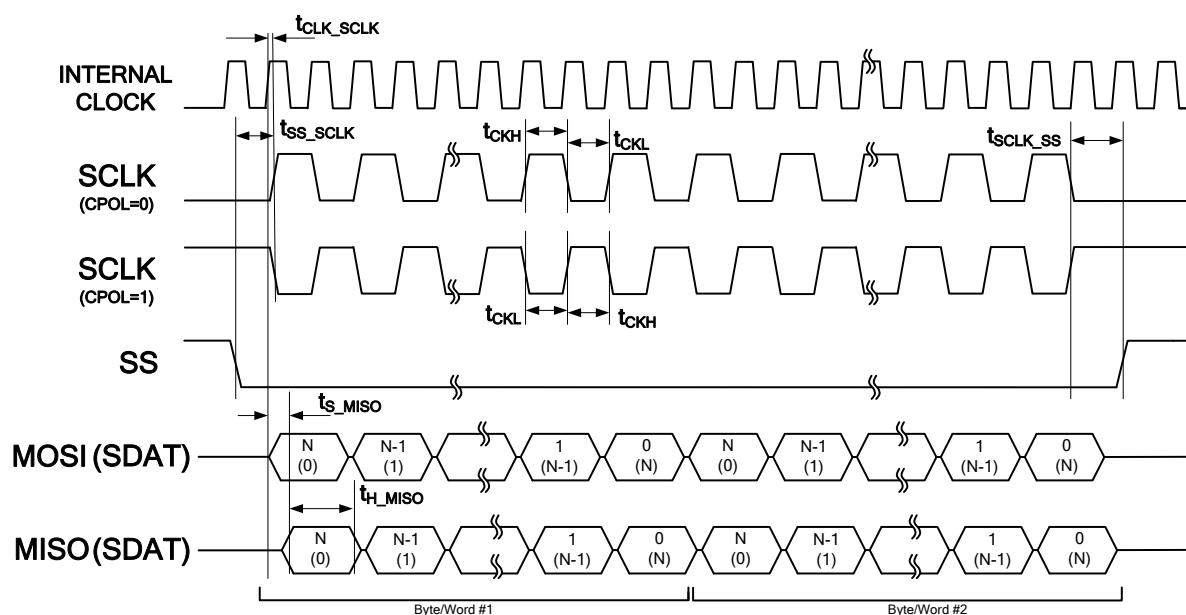 tCLK_SCLK
INTERNAL
CLOCK
tSS_SCLK
tCKH
tCKL
tSCLK_SS
SCLK
(CPOL=0)
SCLK
(CPOL=1)
tCKL
tCKH
SS
tS_MISO
MOSI (SDAT)
N N-1 1 0 N N-1 1 0
(0) (1) (N-1) (N) (0) (1) (N-1) (N)
tH_MISO
MISO (SDAT)
N N-1 1 0 N N-1 1 0
(0) (1) (N-1) (N) (0) (1) (N-1) (N)
Byte/Word #1 Byte/Word #2